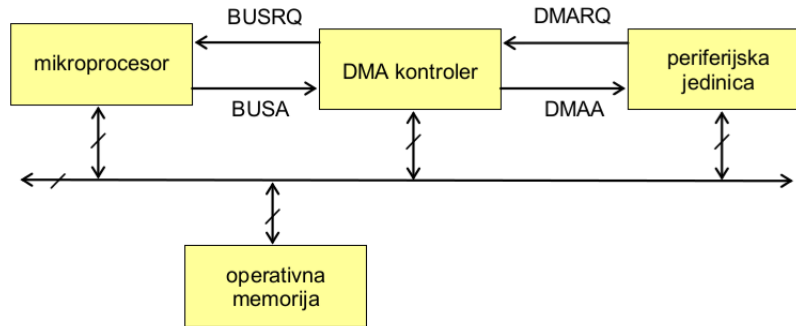 BUSRQ
DMARQ
mikroprocesor
DMA kontroler
periferijska
jedinica
BUSA
DMAA
operativna
memorija